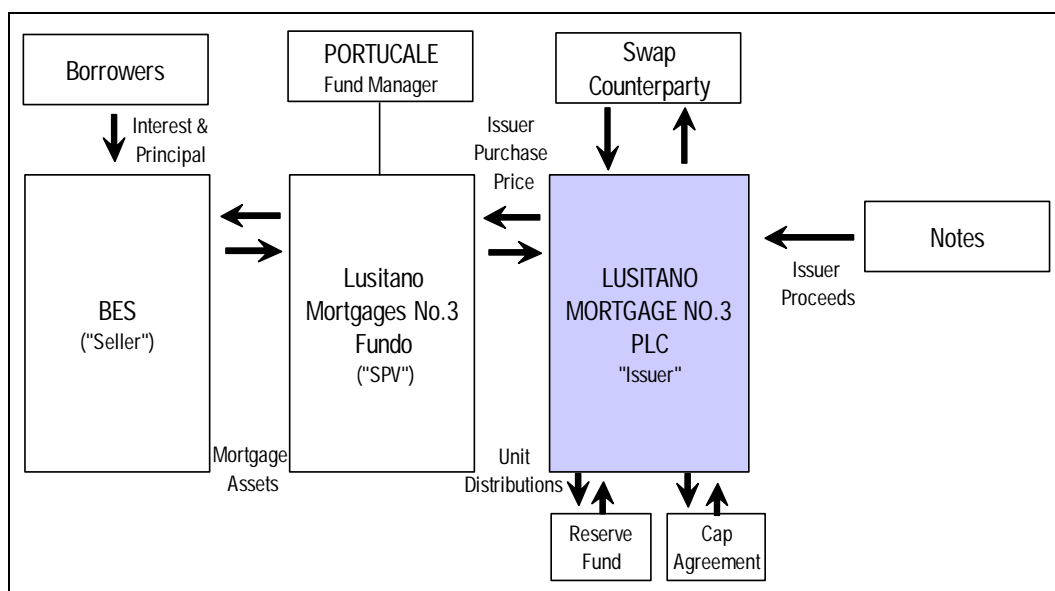 Borrowers
PORTUCALE
Fund Manager
Swap
Counterparty
Interest &
Principal
Issuer
Purchase
Price
BES
("Seller")
Lusitano
Mortgages No.3
Fundo
("SPV")
LUSITANO
MORTGAGE NO.3
PLC
"Issuer"
Notes
Issuer
Proceeds
Mortgage
Assets
Unit
Distributions
Reserve
Fund
Cap
Agreement